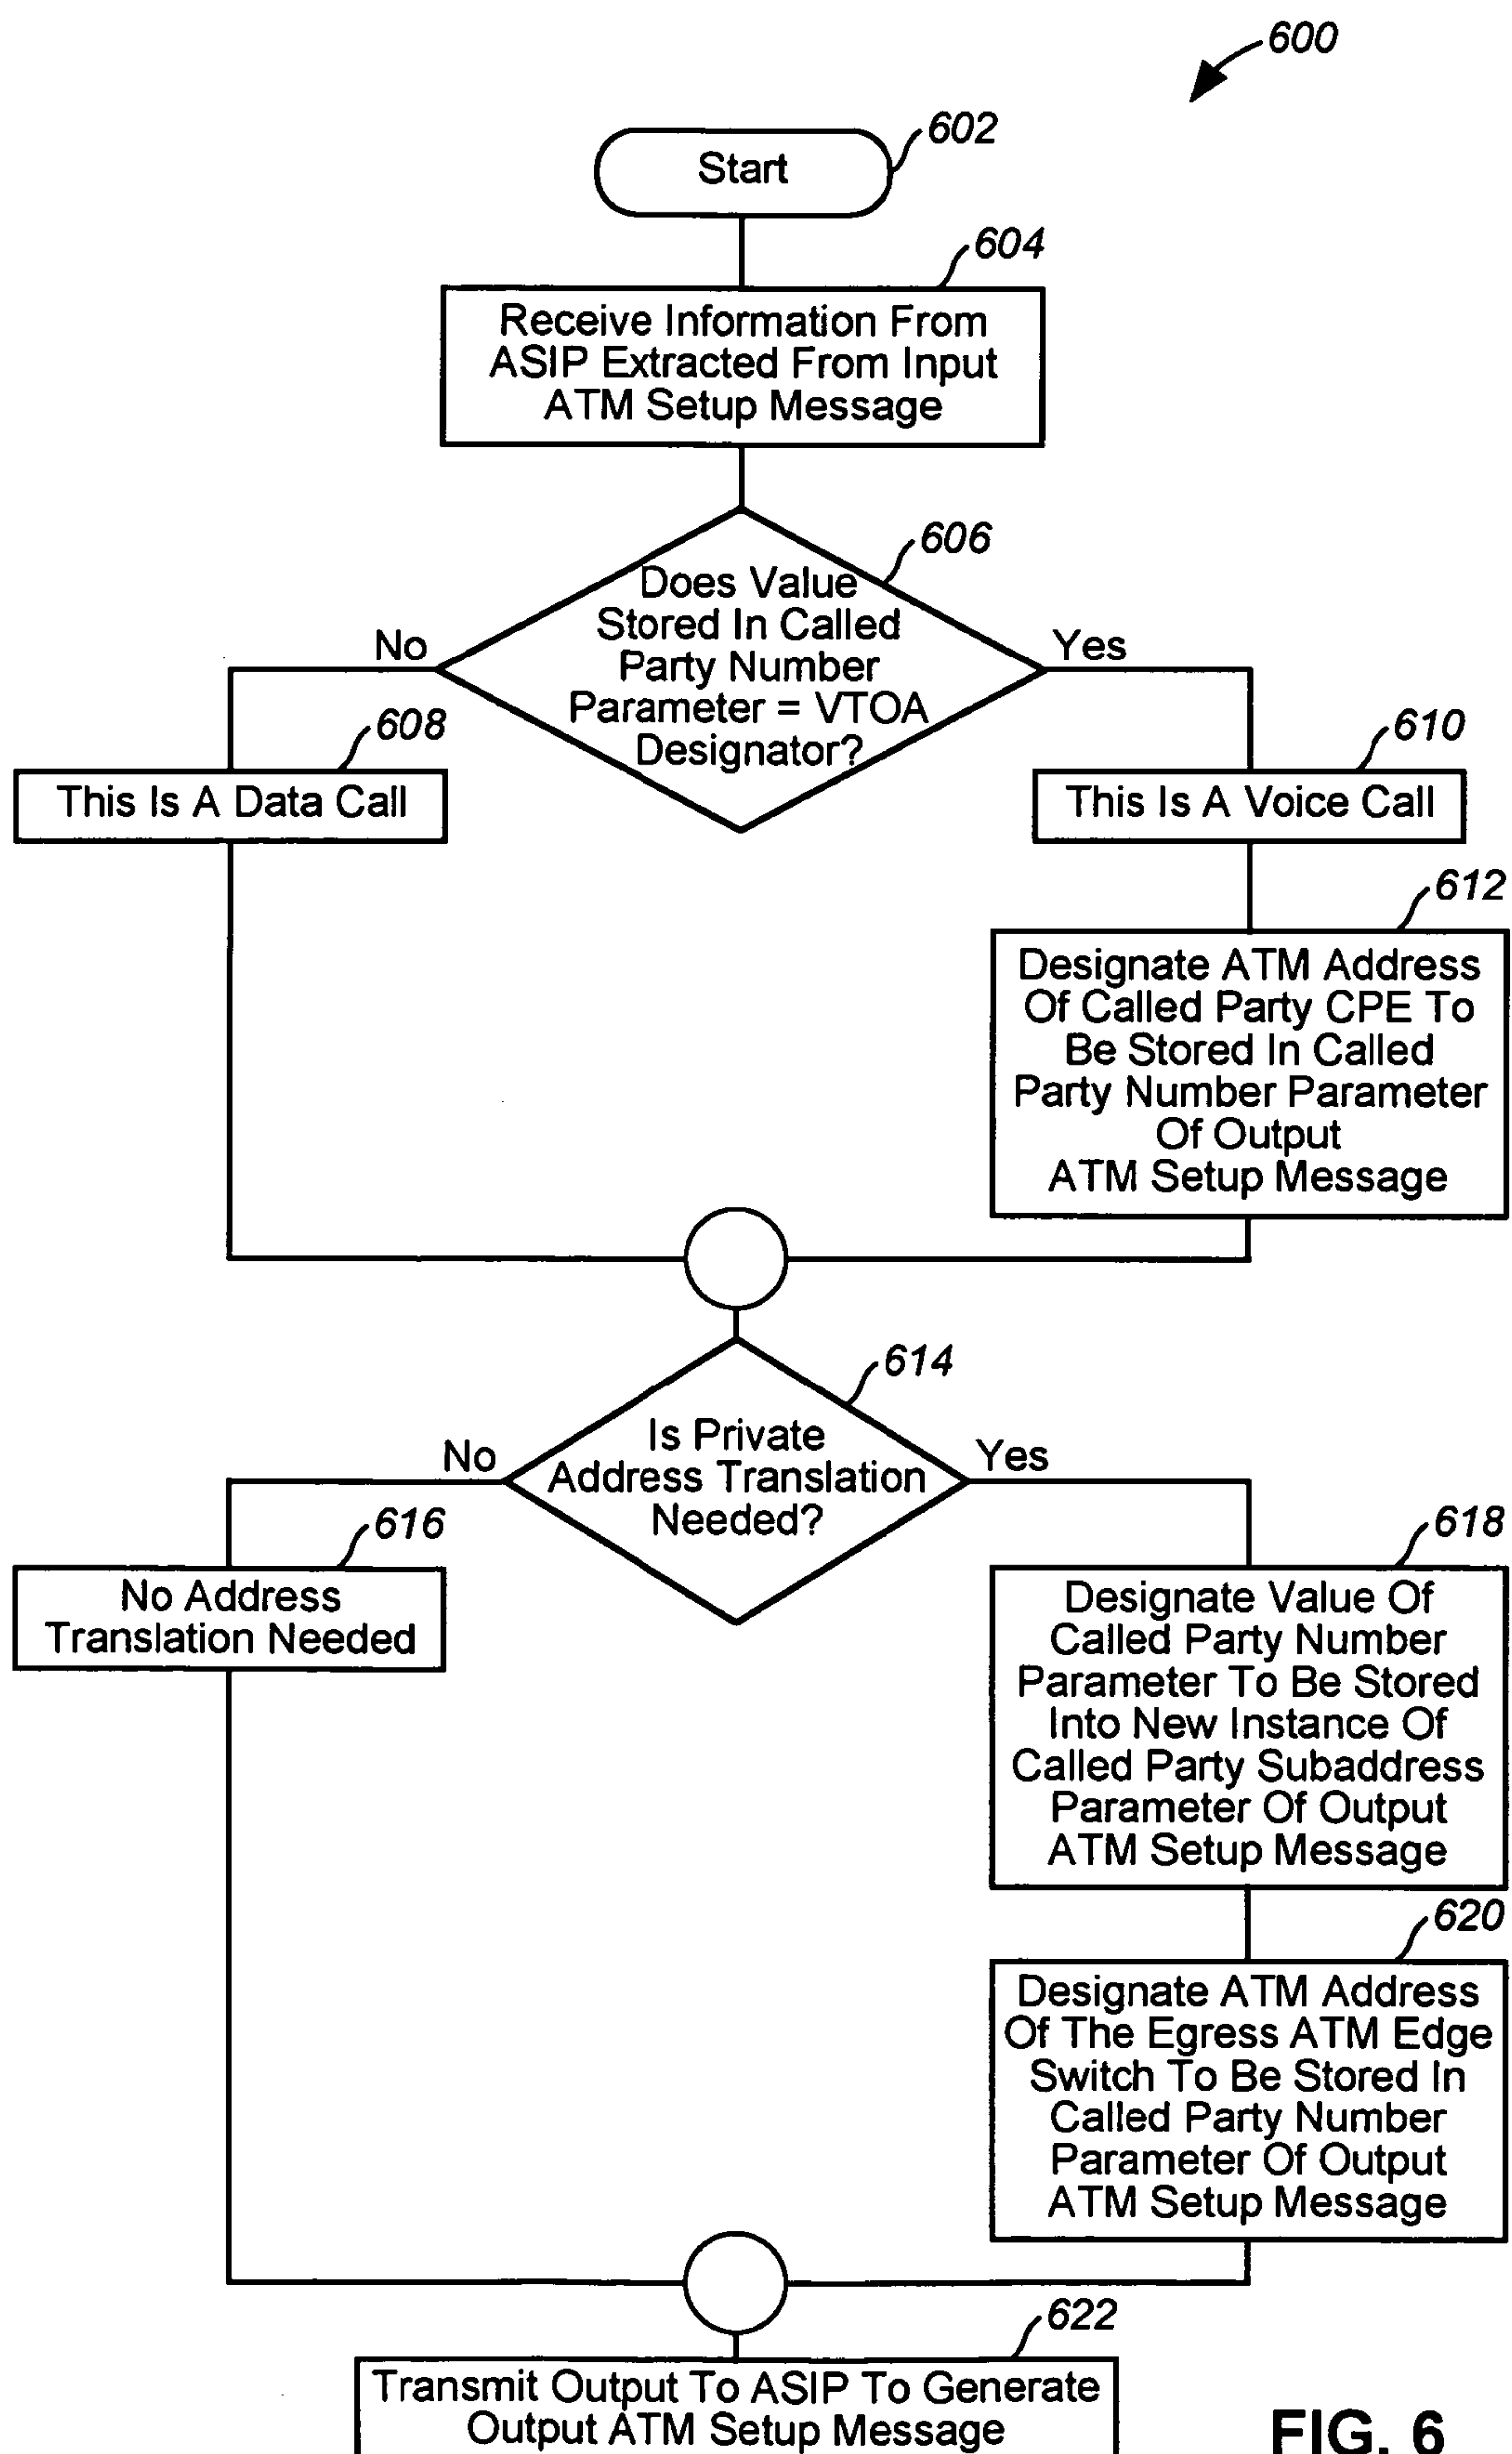 600
602
Start
604
Receive Information From
ASIP Extracted From Input
ATM Setup Message
606
Does Value
Stored In Called
Party Number
Parameter = VTOA
Designator?
No
Yes
608
This Is A Data Call
610
This Is A Voice Call
612
Designate ATM Address
Of Called Party CPE To
Be Stored In Called
Party Number Parameter
Of Output
ATM Setup Message
614
Is Private
Address Translation
Needed?
No
Yes
616
No Address
Translation Needed
618
Designate Value Of
Called Party Number
Parameter To Be Stored
Into New Instance Of
Called Party Subaddress
Parameter Of Output
ATM Setup Message
620
Designate ATM Address
Of The Egress ATM Edge
Switch To Be Stored In
Called Party Number
Parameter Of Output
ATM Setup Message
622
Transmit Output To ASIP To Generate
Output ATM Setup Message
FIG. 6